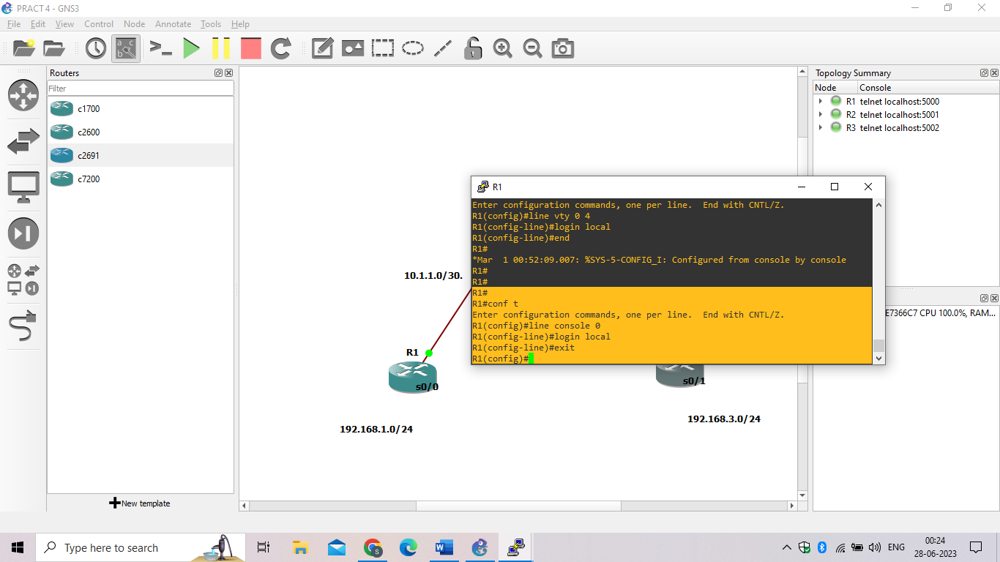 PRACT 4 - GNS3
File Edit View Control Node Annotate Tools Help
Routers
Filter
c1700
c2600
c2691
c7200
New template
10.1.1.0/30.
R1
s0/0
192.168.1.0/24
s0/1
192.168.3.0/24
R1
Enter configuration commands, one per line.  End with CNTL/Z.
R1(config)#line vty 0 4
R1(config-line)#login local
R1(config-line)#end
R1#
*Mar  1 00:52:09.007: %SYS-5-CONFIG_I: Configured from console by console
R1#
R1#
R1#
R1#conf t
Enter configuration commands, one per line.  End with CNTL/Z.
R1(config)#line console 0
R1(config-line)#login local
R1(config-line)#exit
R1(config)#
Topology Summary
Node Console
R1 telnet localhost:5000
R2 telnet localhost:5001
R3 telnet localhost:5002
E7366C7 CPU 100.0%, RAM...
Type here to search
ENG
00:24
28-06-2023